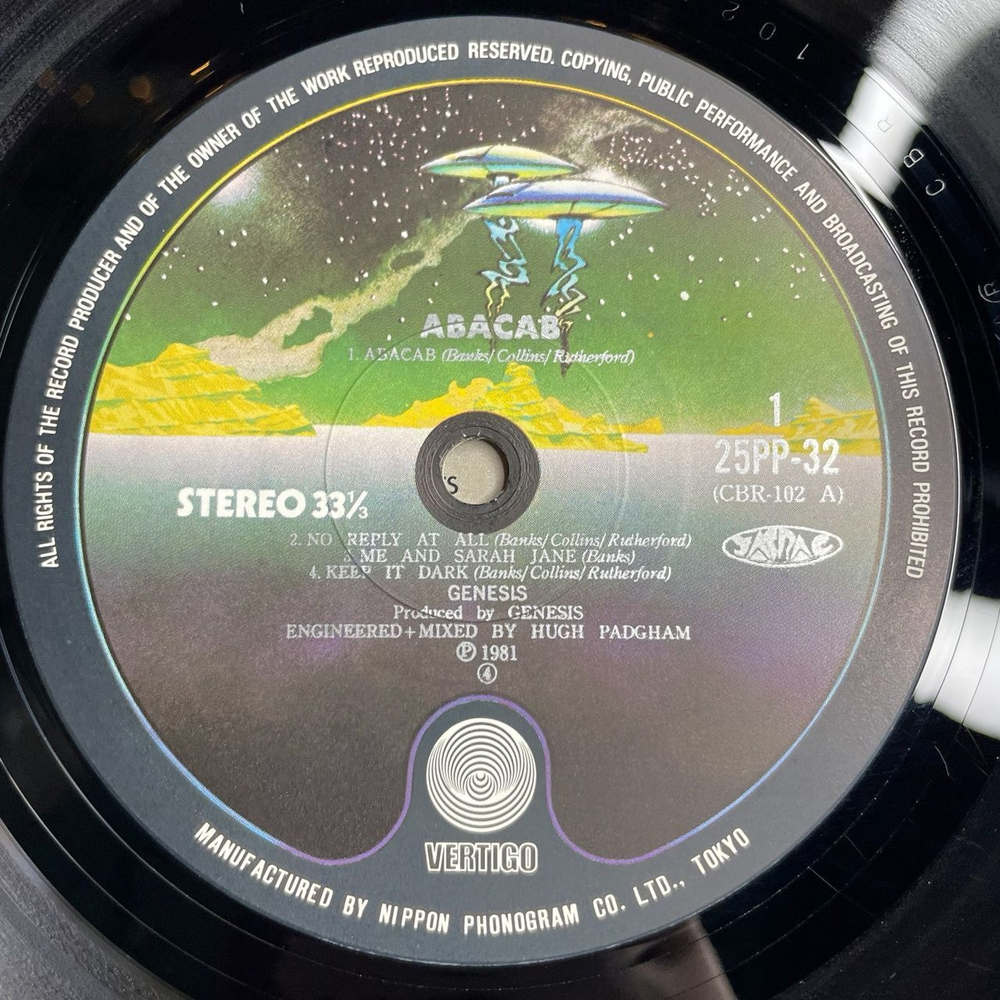 ALL RIGHTS OF THE RECORD PRODUCER AND OF THE OWNER OF THE WORK REPRODUCED RESERVED. COPYING, PUBLIC PERFORMANCE AND BROADCASTING OF THIS RECORD PROHIBITED
ABACAB
1. ABACAB (Banks/Collins/Rutherford)
1
25PP-32
(CBR-102 A)
STEREO 33⅓
JASRAC
2. NO REPLY AT ALL (Banks/Collins/Rutherford)
3. ME AND SARAH JANE (Banks)
4. KEEP IT DARK (Banks/Collins/Rutherford)
GENESIS
Produced by GENESIS
ENGINEERED+MIXED BY HUGH PADGHAM
Ⓟ 1981
④
VERTIGO
MANUFACTURED BY NIPPON PHONOGRAM CO. LTD., TOKYO